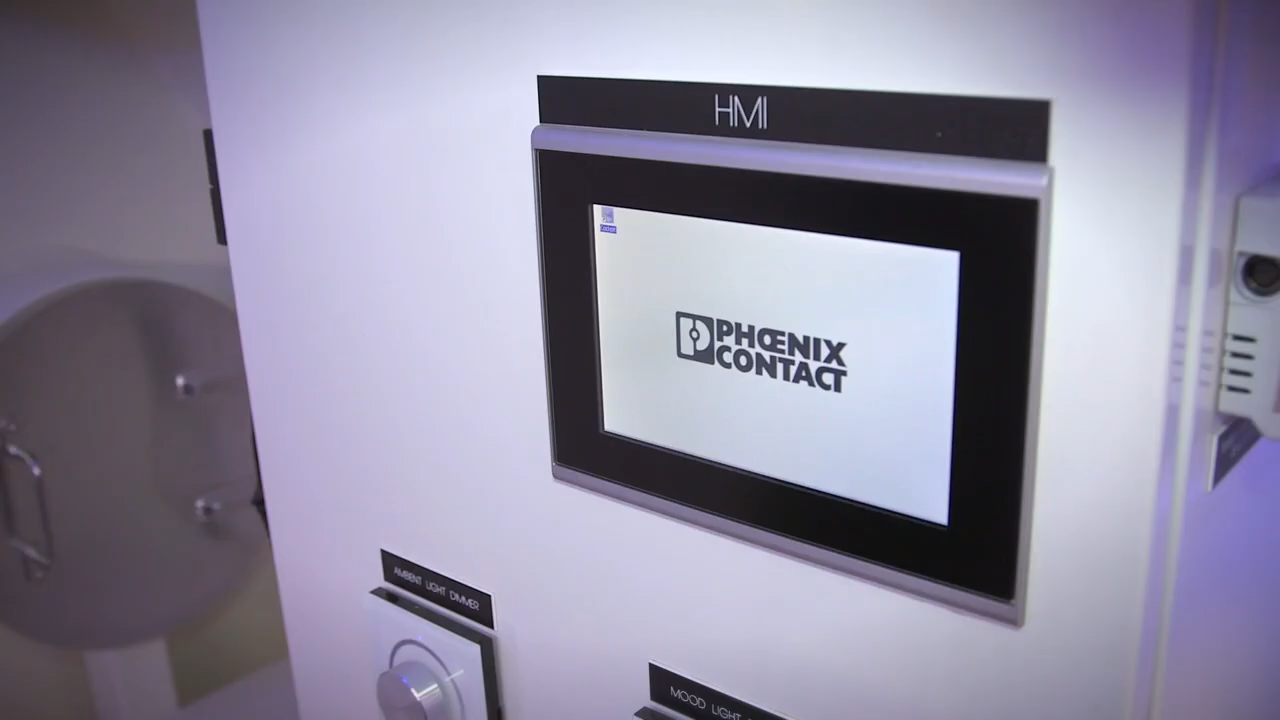 HMI
PHŒNIX
CONTACT
AMBIENT LIGHT DIMMER
MOOD LIGHT